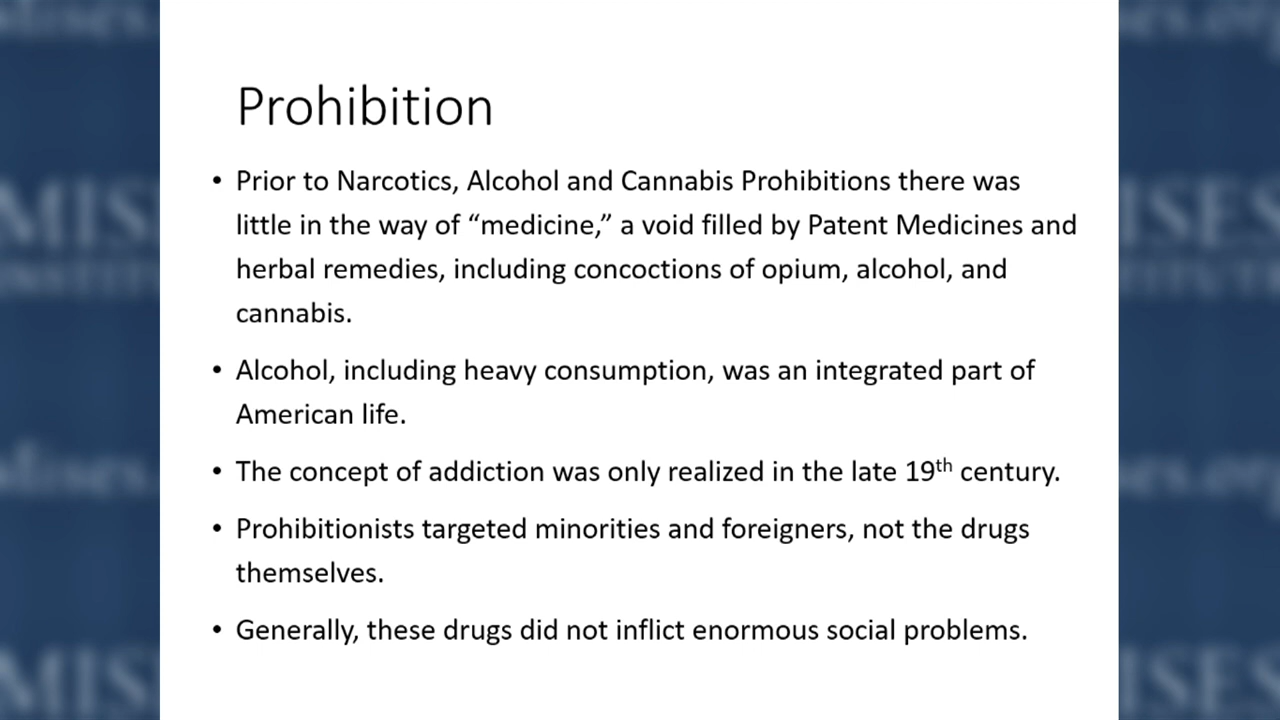 Prohibition
• Prior to Narcotics, Alcohol and Cannabis Prohibitions there was
little in the way of “medicine,” a void filled by Patent Medicines and
herbal remedies, including concoctions of opium, alcohol, and
cannabis.
• Alcohol, including heavy consumption, was an integrated part of
American life.
• The concept of addiction was only realized in the late 19th century.
• Prohibitionists targeted minorities and foreigners, not the drugs
themselves.
• Generally, these drugs did not inflict enormous social problems.